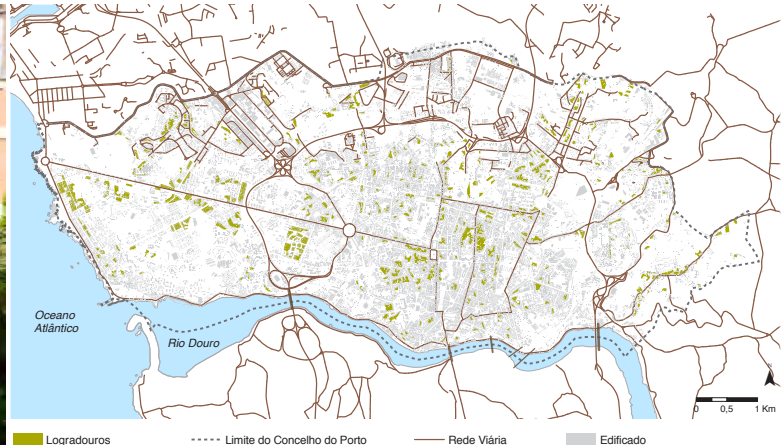 Oceano
Atlântico
Rio Douro
N
0 0,5 1 Km
Logradouros
Limite do Concelho do Porto
Rede Viária
Edificado